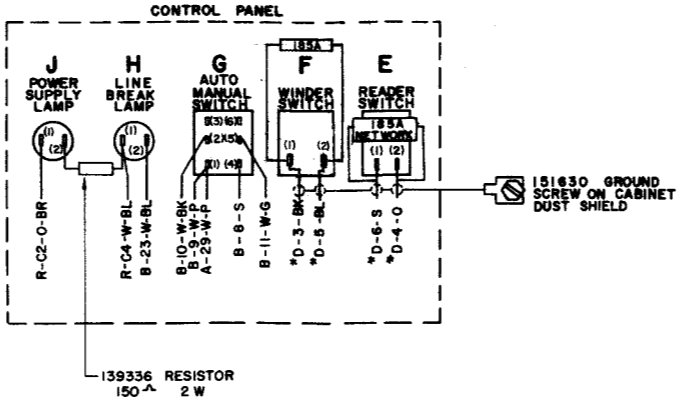 CONTROL PANEL
J
POWER
SUPPLY
LAMP
(1)
(2)
H
LINE
BREAK
LAMP
(1)
(2)
G
AUTO
MANUAL
SWITCH
(3)(6)
(2)(5)
(1) (4)
185A
F
WINDER
SWITCH
(1)
(2)
E
READER
SWITCH
185A
NETWORK
(1) (2)
R-C2-O-BR
R-C4-W-BL
B-23-W-BL
B-10-W-BK
B-9-W-P
A-29-W-P
B-8-S
B-11-W-G
*D-3-BK
*D-5-BL
*D-6-S
*D-4-O
151630 GROUND
SCREW ON CABINET
DUST SHIELD
139336 RESISTOR
150 2 W